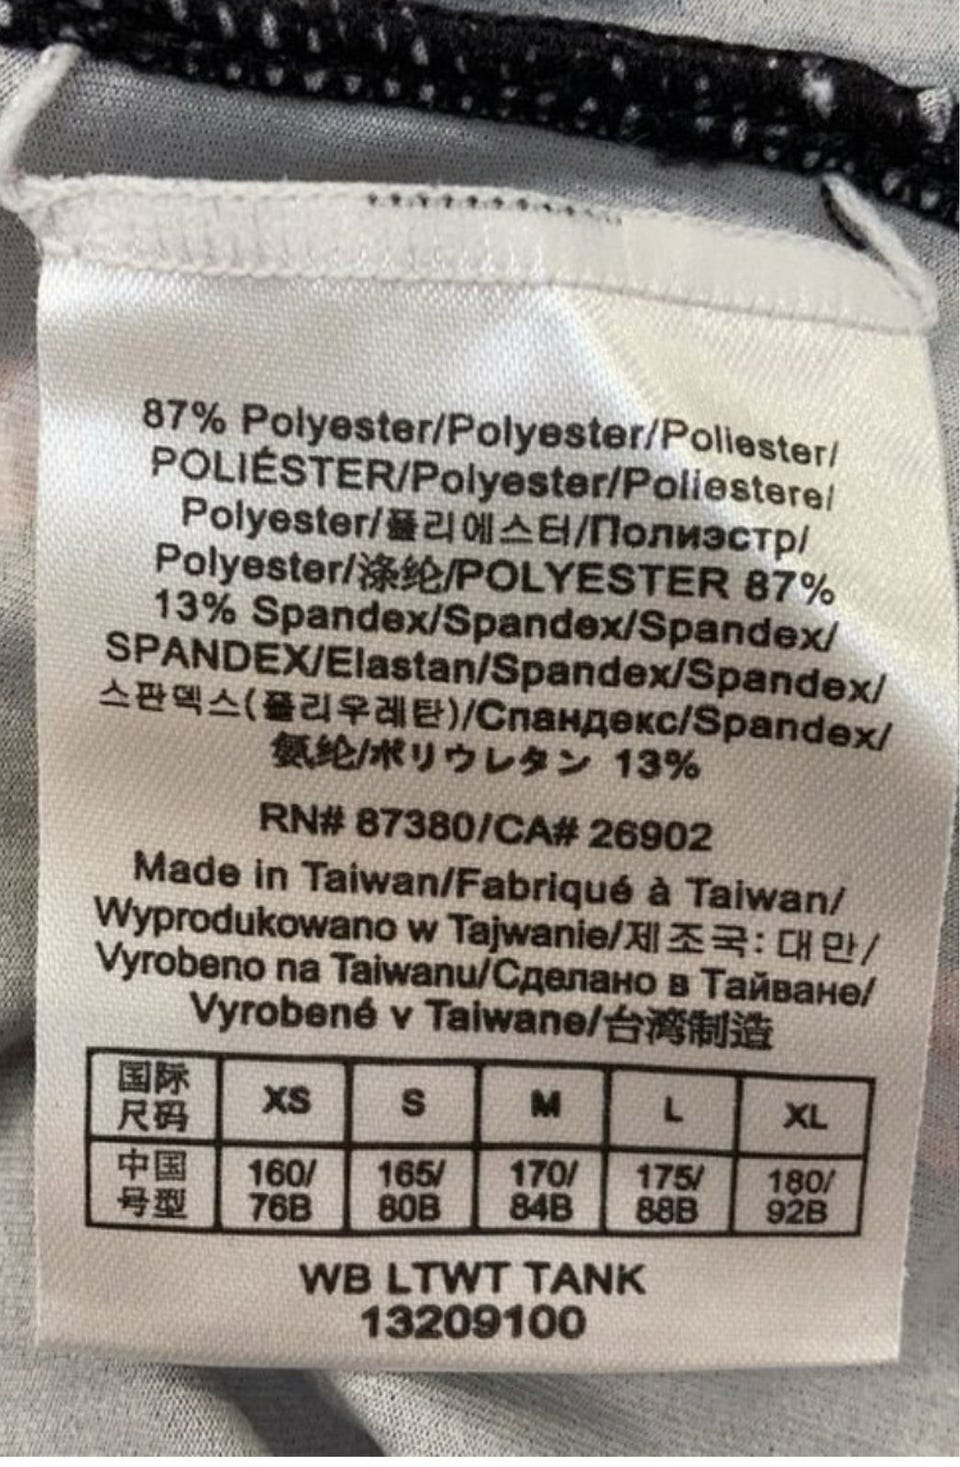 87% Polyester/Polyester/Poliester/
POLIÉSTER/Polyester/Poliestere/
Polyester/폴리에스터/Полиэстр/
Polyester/涤纶/POLYESTER 87%
13% Spandex/Spandex/Spandex/
SPANDEX/Elastan/Spandex/Spandex/
스판덱스(폴리우레탄)/Спандекс/Spandex/
氨纶/ポリウレタン 13%
RN# 87380/CA# 26902
Made in Taiwan/Fabriqué à Taiwan/
Wyprodukowano w Tajwanie/제조국: 대만/
Vyrobeno na Taiwanu/Сделано в Тайване/
Vyrobené v Taiwane/台湾制造
国际尺码 XS S M L XL
中国号型 160/76B 165/80B 170/84B 175/88B 180/92B
WB LTWT TANK
13209100